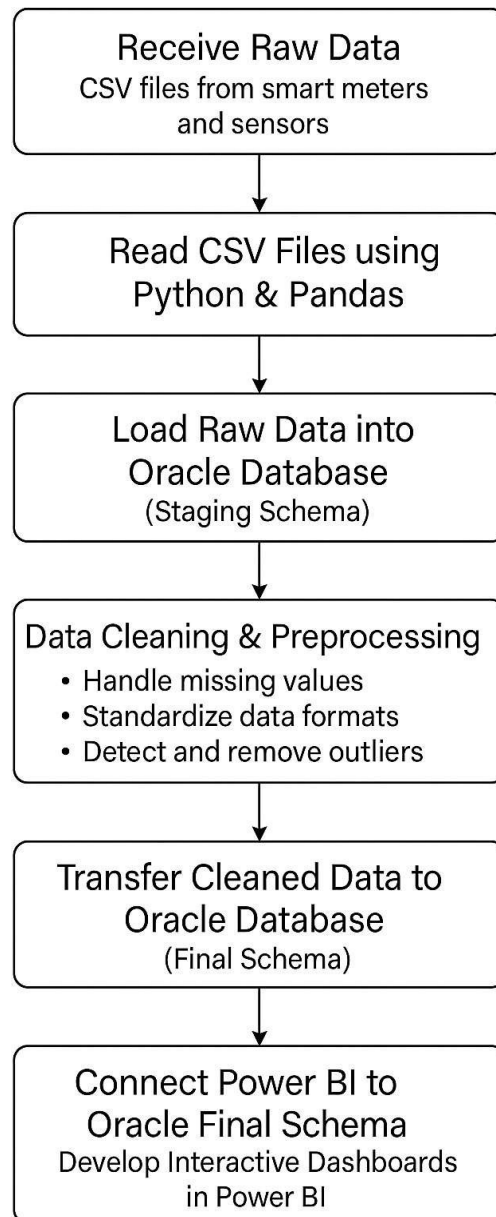 Receive Raw Data
CSV files from smart meters
and sensors
Read CSV Files using
Python & Pandas
Load Raw Data into
Oracle Database
(Staging Schema)
Data Cleaning & Preprocessing
• Handle missing values
• Standardize data formats
• Detect and remove outliers
Transfer Cleaned Data to
Oracle Database
(Final Schema)
Connect Power BI to
Oracle Final Schema
Develop Interactive Dashboards
in Power BI